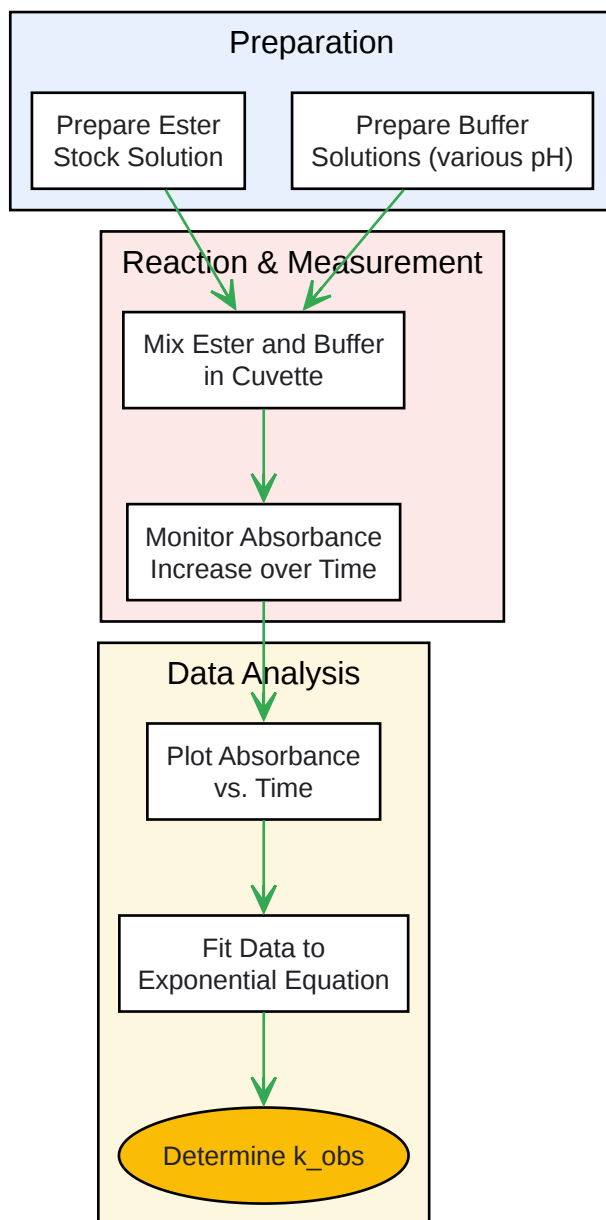 Preparation
Prepare Ester
Stock Solution
Prepare Buffer
Solutions (various pH)
Reaction & Measurement
Mix Ester and Buffer
in Cuvette
Monitor Absorbance
Increase over Time
Data Analysis
Plot Absorbance
vs. Time
Fit Data to
Exponential Equation
Determine k_obs